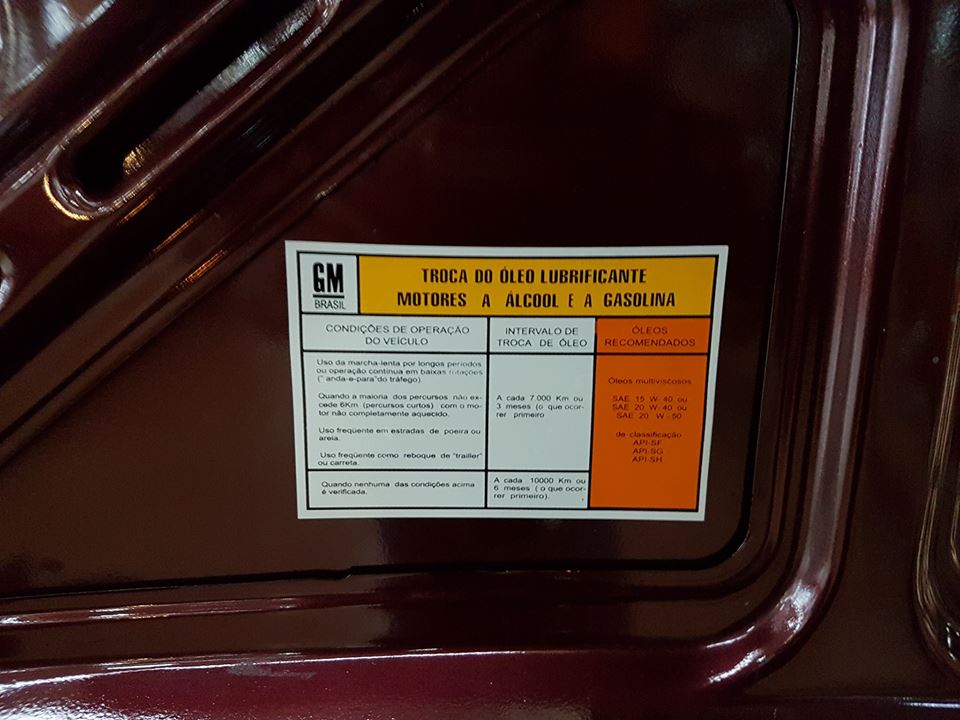 GM
BRASIL
TROCA DO ÓLEO LUBRIFICANTE
MOTORES A ÁLCOOL E A GASOLINA
CONDIÇÕES DE OPERAÇÃO
DO VEÍCULO
INTERVALO DE
TROCA DE ÓLEO
ÓLEOS
RECOMENDADOS
Uso da marcha-lenta por longos períodos
ou operação contínua em baixas rotações
(" anda-e-para"do tráfego)
Quando a maioria dos percursos não ex-
cede 6Km (percursos curtos) com o mo-
tor não completamente aquecido.
Uso freqüente em estradas de poeira ou
areia.
Uso freqüente como reboque de "trailler"
ou carreta.
A cada 7 000 Km ou
3 meses (o que ocor-
rer primeiro
Óleos multiviscosos
SAE 15 W-40 ou
SAE 20 W-40 ou
SAE 20 W-50
de classificação
API-SF
API-SG
API-SH
Quando nenhuma das condições acima
é verificada.
A cada 10000 Km ou
6 meses ( o que ocor-
rer primeiro).